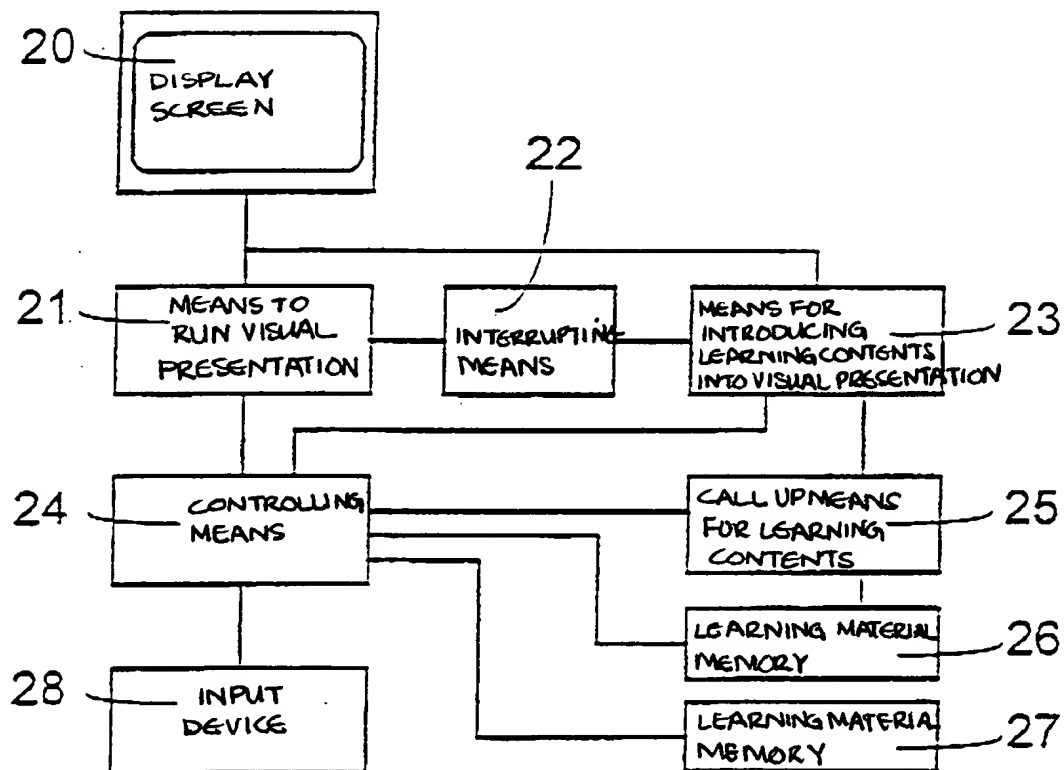 20
DISPLAY
SCREEN
22
21
MEANS TO
RUN VISUAL
PRESENTATION
INTERRUPTING
MEANS
MEANS FOR
INTRODUCING
LEARNING CONTENTS
INTO VISUAL PRESENTATION
23
24
CONTROLLING
MEANS
CALL UP MEANS
FOR LEARNING
CONTENTS
25
LEARNING MATERIAL
MEMORY
26
28
INPUT
DEVICE
LEARNING MATERIAL
MEMORY
27